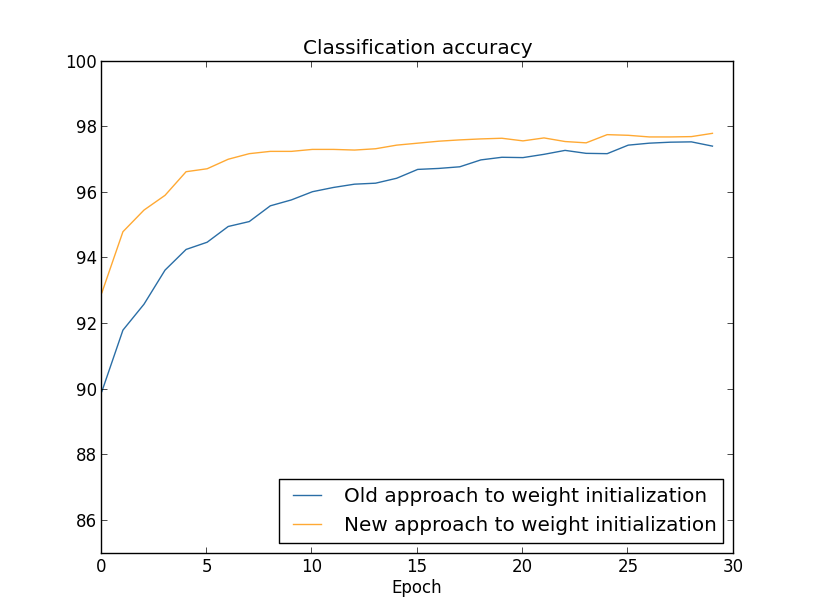 Classification accuracy
100
98
96
94
92
90
88
86
Old approach to weight initialization
New approach to weight initialization
0 5 10 15 20 25 30
Epoch